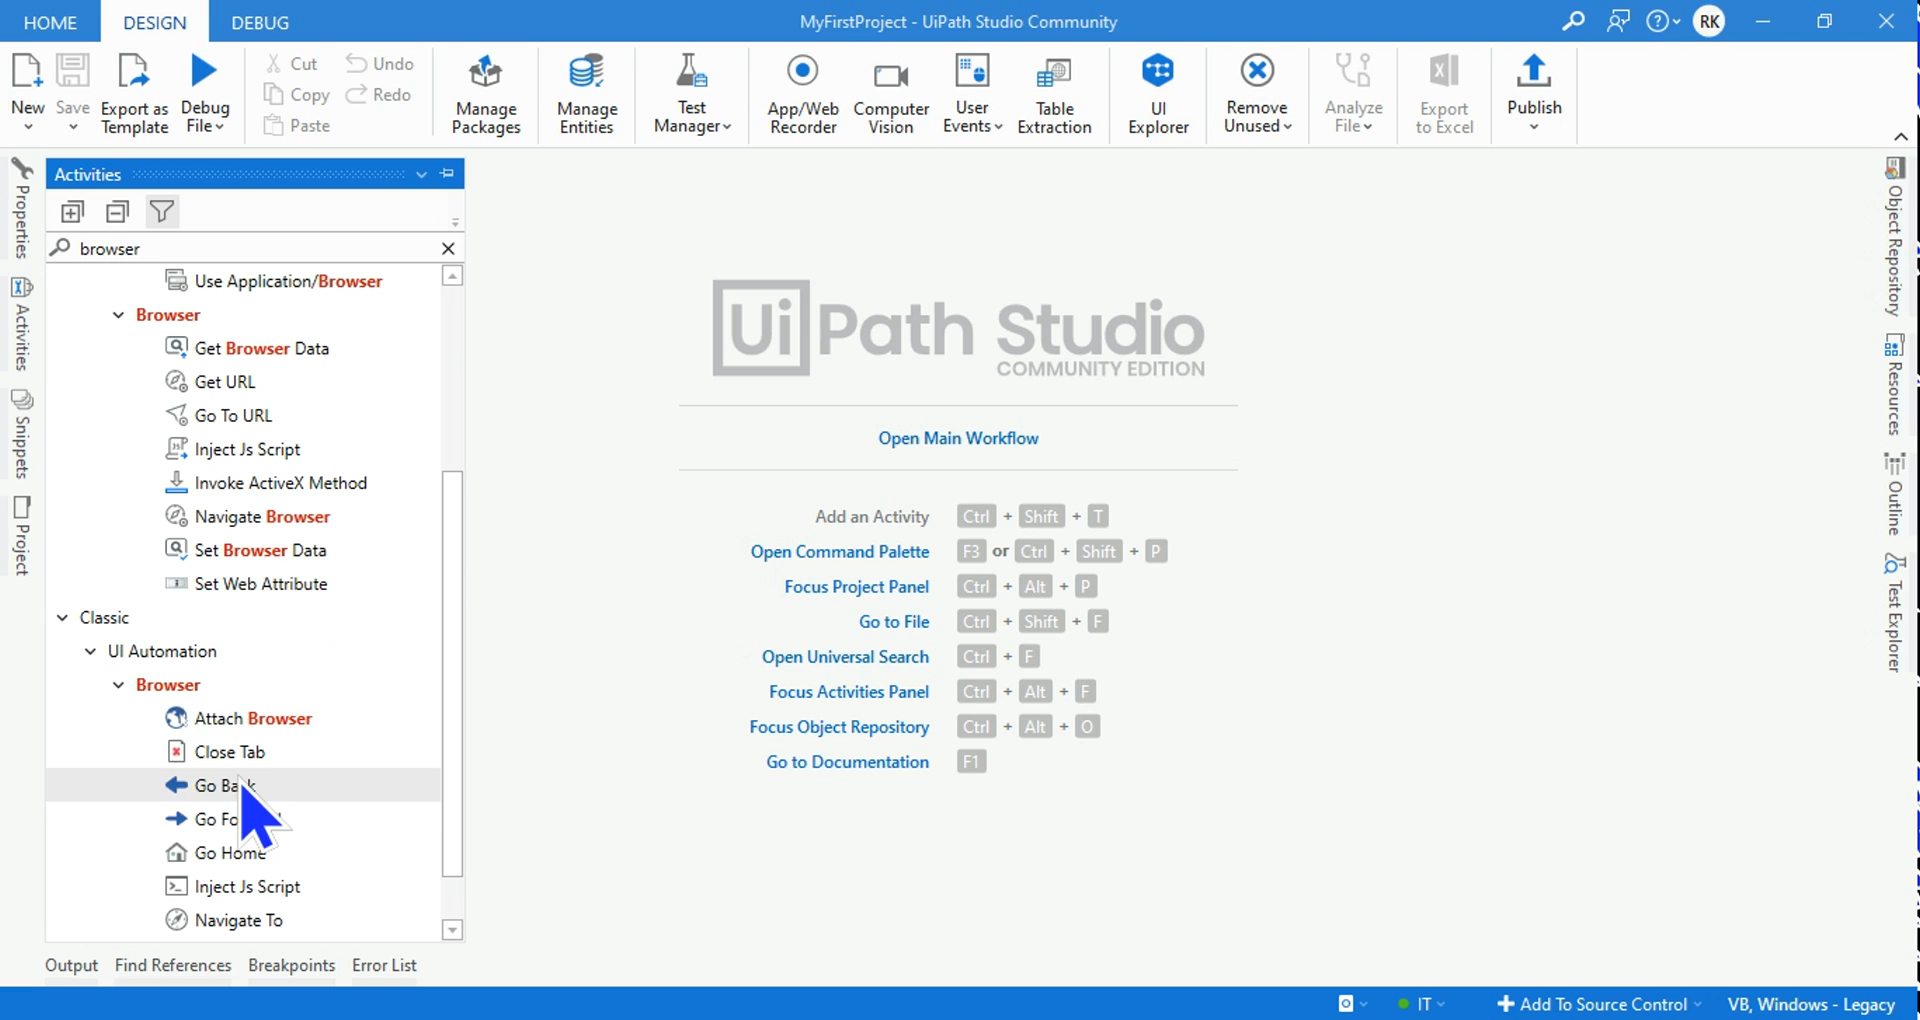 HOME DESIGN DEBUG MyFirstProject - UiPath Studio Community RK
New Save Export as Template Debug File Cut Copy Paste Undo Redo Manage Packages Manage Entities Test Manager App/Web Recorder Computer Vision User Events Table Extraction UI Explorer Remove Unused Analyze File Export to Excel Publish
Properties
Activities
Snippets
Project
Activities
browser
Use Application/Browser
Browser
Get Browser Data
Get URL
Go To URL
Inject Js Script
Invoke ActiveX Method
Navigate Browser
Set Browser Data
Set Web Attribute
Classic
UI Automation
Browser
Attach Browser
Close Tab
Go Back
Go Fo
Go Home
Inject Js Script
Navigate To
UiPath Studio
COMMUNITY EDITION
Open Main Workflow
Add an Activity Ctrl + Shift + T
Open Command Palette F3 or Ctrl + Shift + P
Focus Project Panel Ctrl + Alt + P
Go to File Ctrl + Shift + F
Open Universal Search Ctrl + F
Focus Activities Panel Ctrl + Alt + F
Focus Object Repository Ctrl + Alt + O
Go to Documentation F1
Object Repository
Resources
Outline
Test Explorer
Output Find References Breakpoints Error List
IT Add To Source Control VB, Windows - Legacy